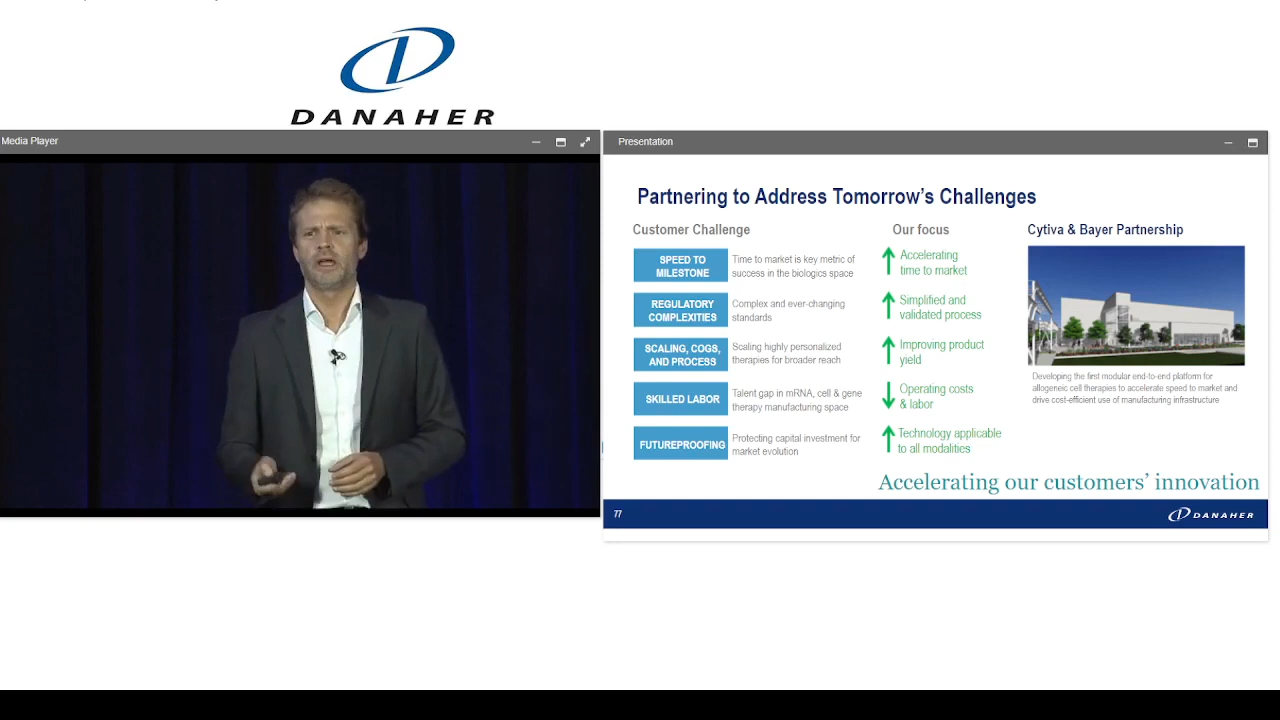 DANAHER
Media Player
Presentation
Partnering to Address Tomorrow's Challenges
Customer Challenge
Our focus
Cytiva & Bayer Partnership
SPEED TO
MILESTONE
Time to market is key metric of
success in the biologics space
Accelerating
time to market
REGULATORY
COMPLEXITIES
Complex and ever-changing
standards
Simplified and
validated process
SCALING, COGS,
AND PROCESS
Scaling highly personalized
therapies for broader reach
Improving product
yield
SKILLED LABOR
Talent gap in mRNA, cell & gene
therapy manufacturing space
Operating costs
& labor
FUTUREPROOFING
Protecting capital investment for
market evolution
Technology applicable
to all modalities
Developing the first modular end-to-end platform for
allogeneic cell therapies to accelerate speed to market and
drive cost-efficient use of manufacturing infrastructure
Accelerating our customers' innovation
77
DANAHER